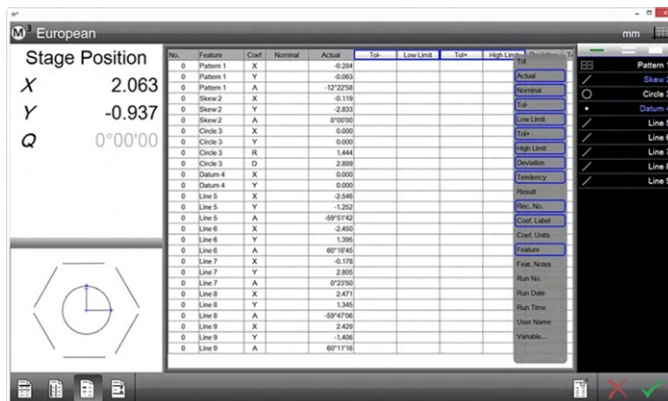 M3 European
mm
Stage Position
X 2.063
Y -0.937
Q 0°00'00
No. Feature Coef Nominal Actual Tol- Low Limit Tol+ High Limit
0 Pattern 1 X -0.284
0 Pattern 1 Y -0.063
0 Pattern 1 A -12°22'58
0 Skew 2 X -0.119
0 Skew 2 Y -2.833
0 Skew 2 A 0°00'00
0 Circle 3 X 0.000
0 Circle 3 Y 0.000
0 Circle 3 R 1.444
0 Circle 3 D 2.889
0 Datum 4 X 0.000
0 Datum 4 Y 0.000
0 Line 5 X -2.546
0 Line 5 Y -1.252
0 Line 5 A -59°51'42
0 Line 6 X -2.450
0 Line 6 Y 1.395
0 Line 6 A 60°16'45
0 Line 7 X -0.178
0 Line 7 Y 2.805
0 Line 7 A 0°23'50
0 Line 8 X 2.471
0 Line 8 Y 1.345
0 Line 8 A -59°47'06
0 Line 9 X 2.429
0 Line 9 Y -1.406
0 Line 9 A 60°11'16
Tol
Actual
Nominal
Tol-
Low Limit
Tol+
High Limit
Deviation
Tendency
Result
Rec. No.
Coef. Label
Coef. Units
Feature
Feat. Notes
Run No.
Run Date
Run Time
User Name
Variable...
Pattern
Skew
Circle
Datum
Line
Line
Line
Line
Line